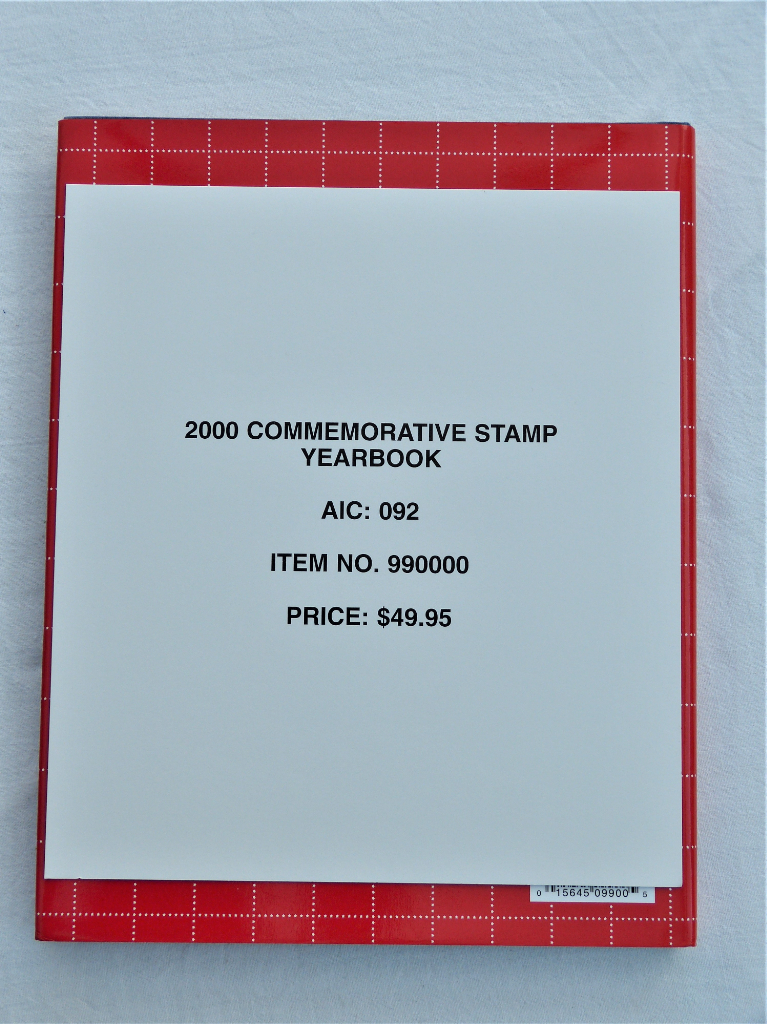 2000 COMMEMORATIVE STAMP
YEARBOOK
AIC: 092
ITEM NO. 990000
PRICE: $49.95
0 15645 09900 5